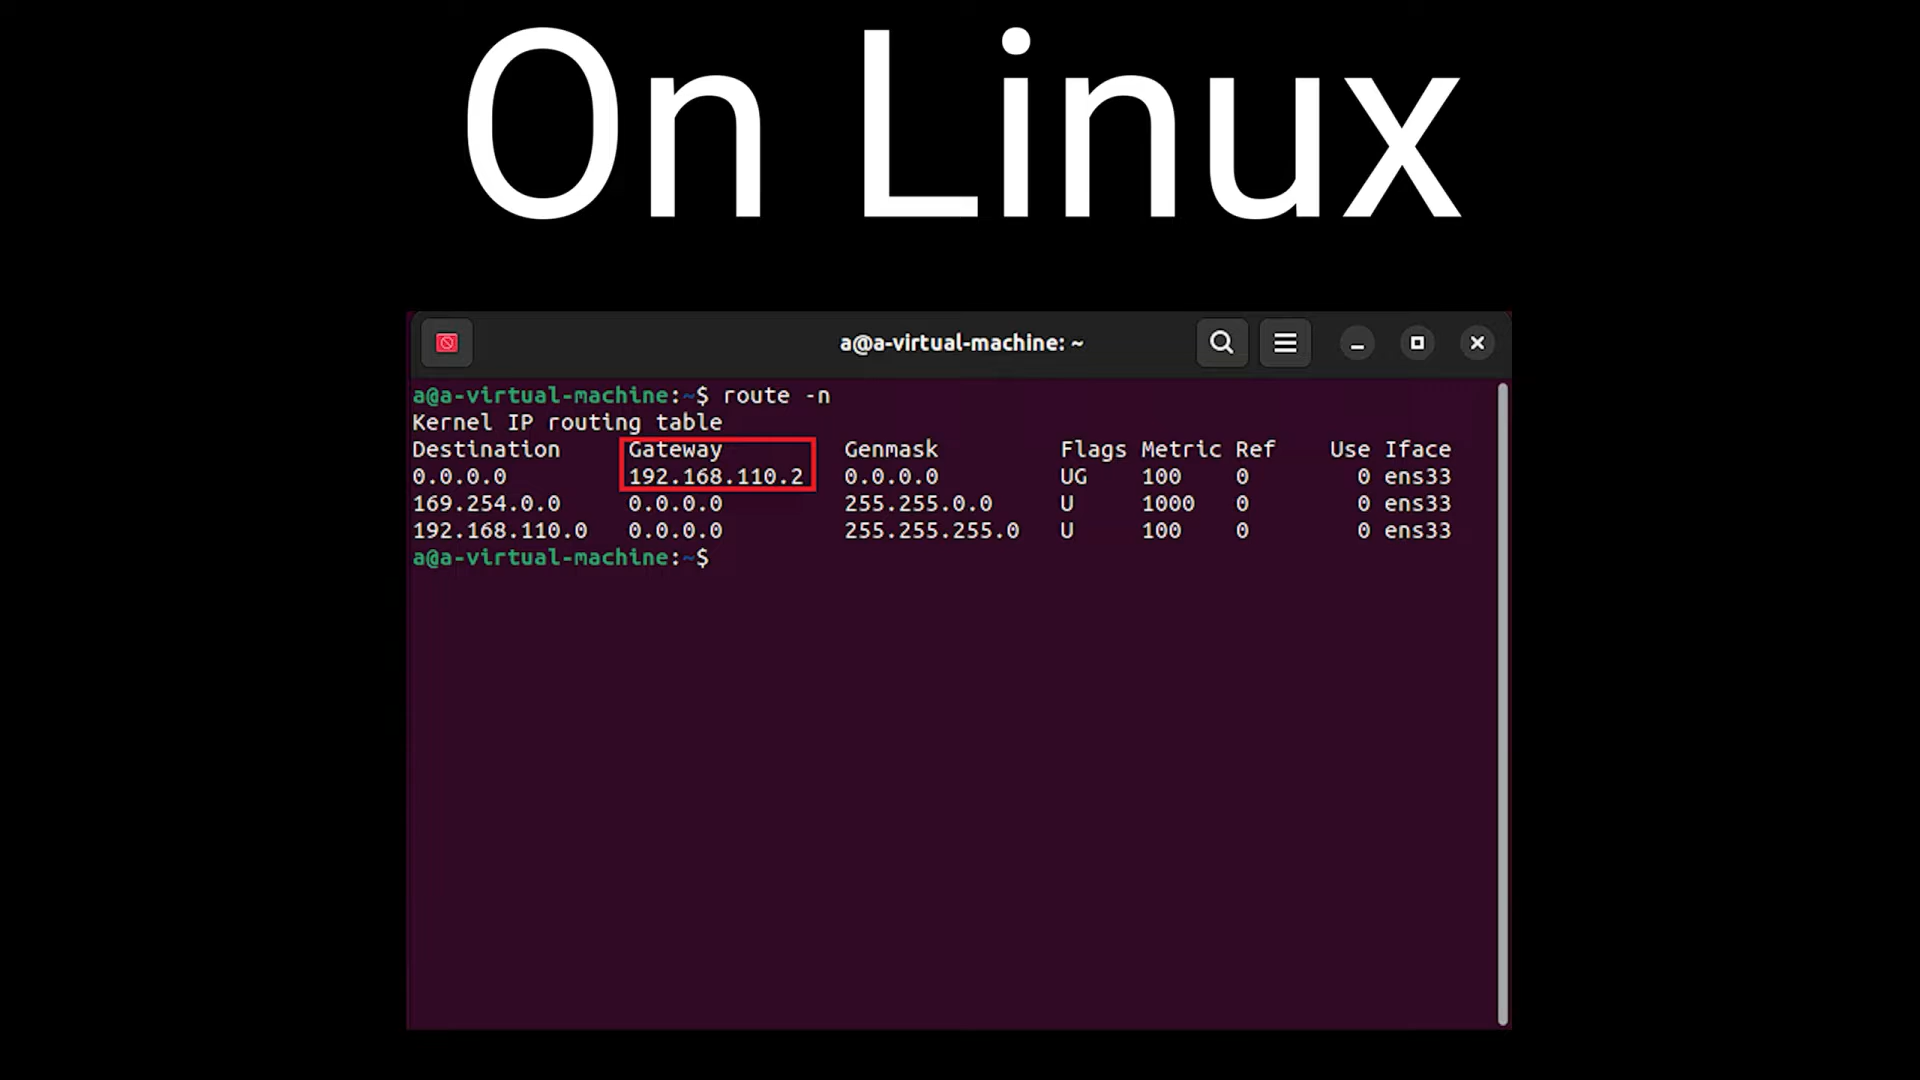 On Linux
a@a-virtual-machine: ~
a@a-virtual-machine:~$ route -n
Kernel IP routing table
Destination     Gateway         Genmask         Flags Metric Ref    Use Iface
0.0.0.0         192.168.110.2   0.0.0.0         UG    100    0        0 ens33
169.254.0.0     0.0.0.0         255.255.0.0     U     1000   0        0 ens33
192.168.110.0   0.0.0.0         255.255.255.0   U     100    0        0 ens33
a@a-virtual-machine:~$